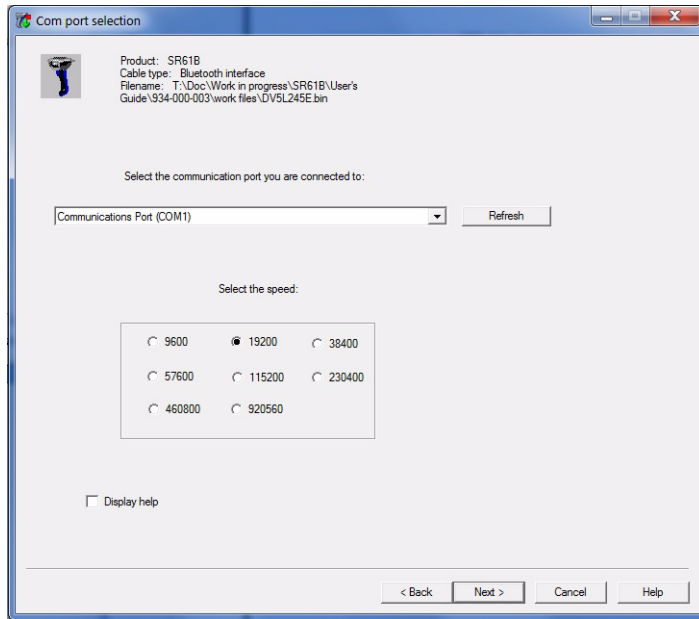 Com port selection
Product: SR61B
Cable type: Bluetooth interface
Filename: T:\Doc\Work in progress\SR61B\User's
Guide\934-000-003\work files\DV5L245E.bin
Select the communication port you are connected to:
Communications Port (COM1)
Refresh
Select the speed:
9600 19200 38400
57600 115200 230400
460800 920560
Display help
< Back Next > Cancel Help